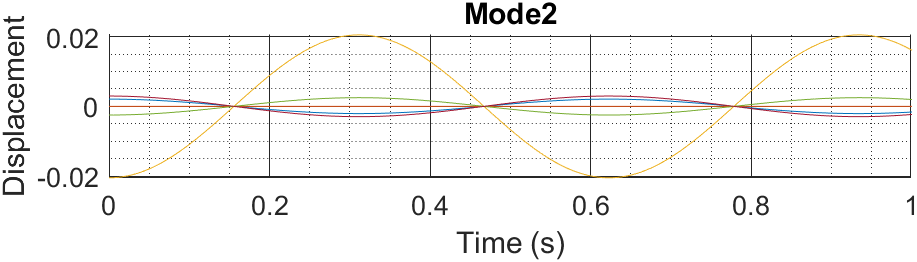 Mode2
Displacement
0.02
0
-0.02
0 0.2 0.4 0.6 0.8 1
Time (s)